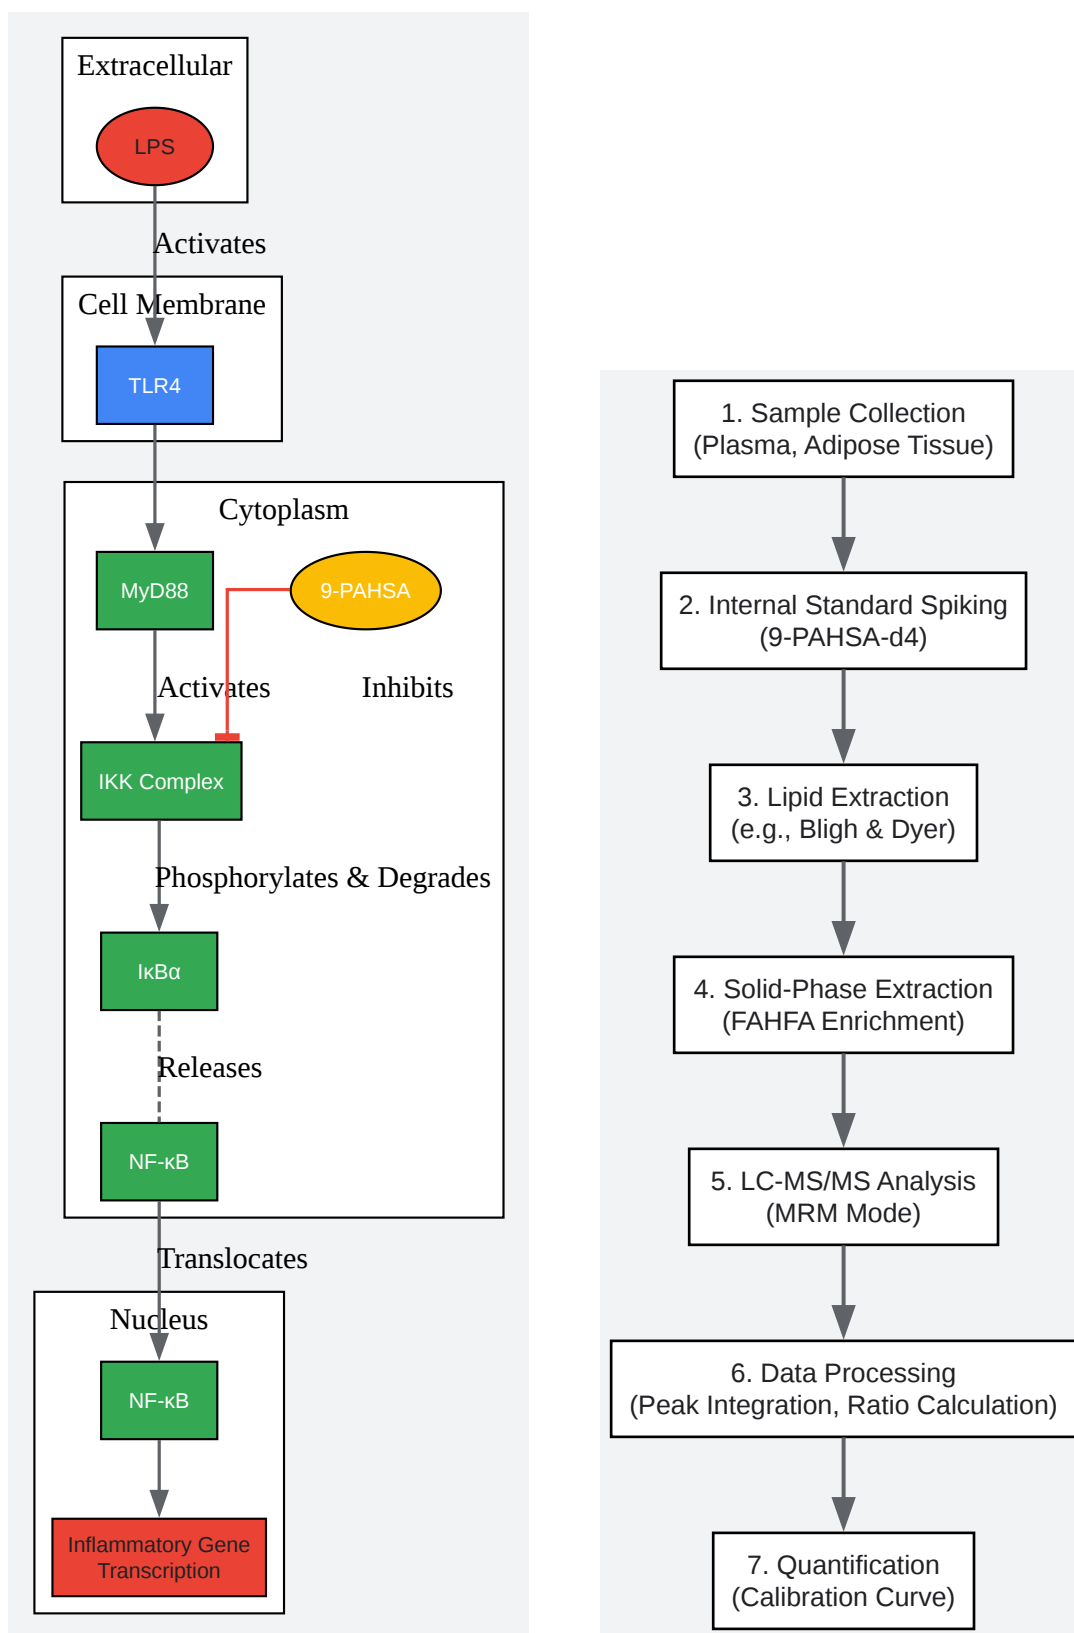 Extracellular
LPS
Activates
Cell Membrane
TLR4
Cytoplasm
MyD88
9-PAHSA
Activates
Inhibits
IKK Complex
Phosphorylates & Degrades
IκBα
Releases
NF-κB
Translocates
Nucleus
NF-κB
Inflammatory Gene
Transcription
1. Sample Collection
(Plasma, Adipose Tissue)
2. Internal Standard Spiking
(9-PAHSA-d4)
3. Lipid Extraction
(e.g., Bligh & Dyer)
4. Solid-Phase Extraction
(FAHFA Enrichment)
5. LC-MS/MS Analysis
(MRM Mode)
6. Data Processing
(Peak Integration, Ratio Calculation)
7. Quantification
(Calibration Curve)